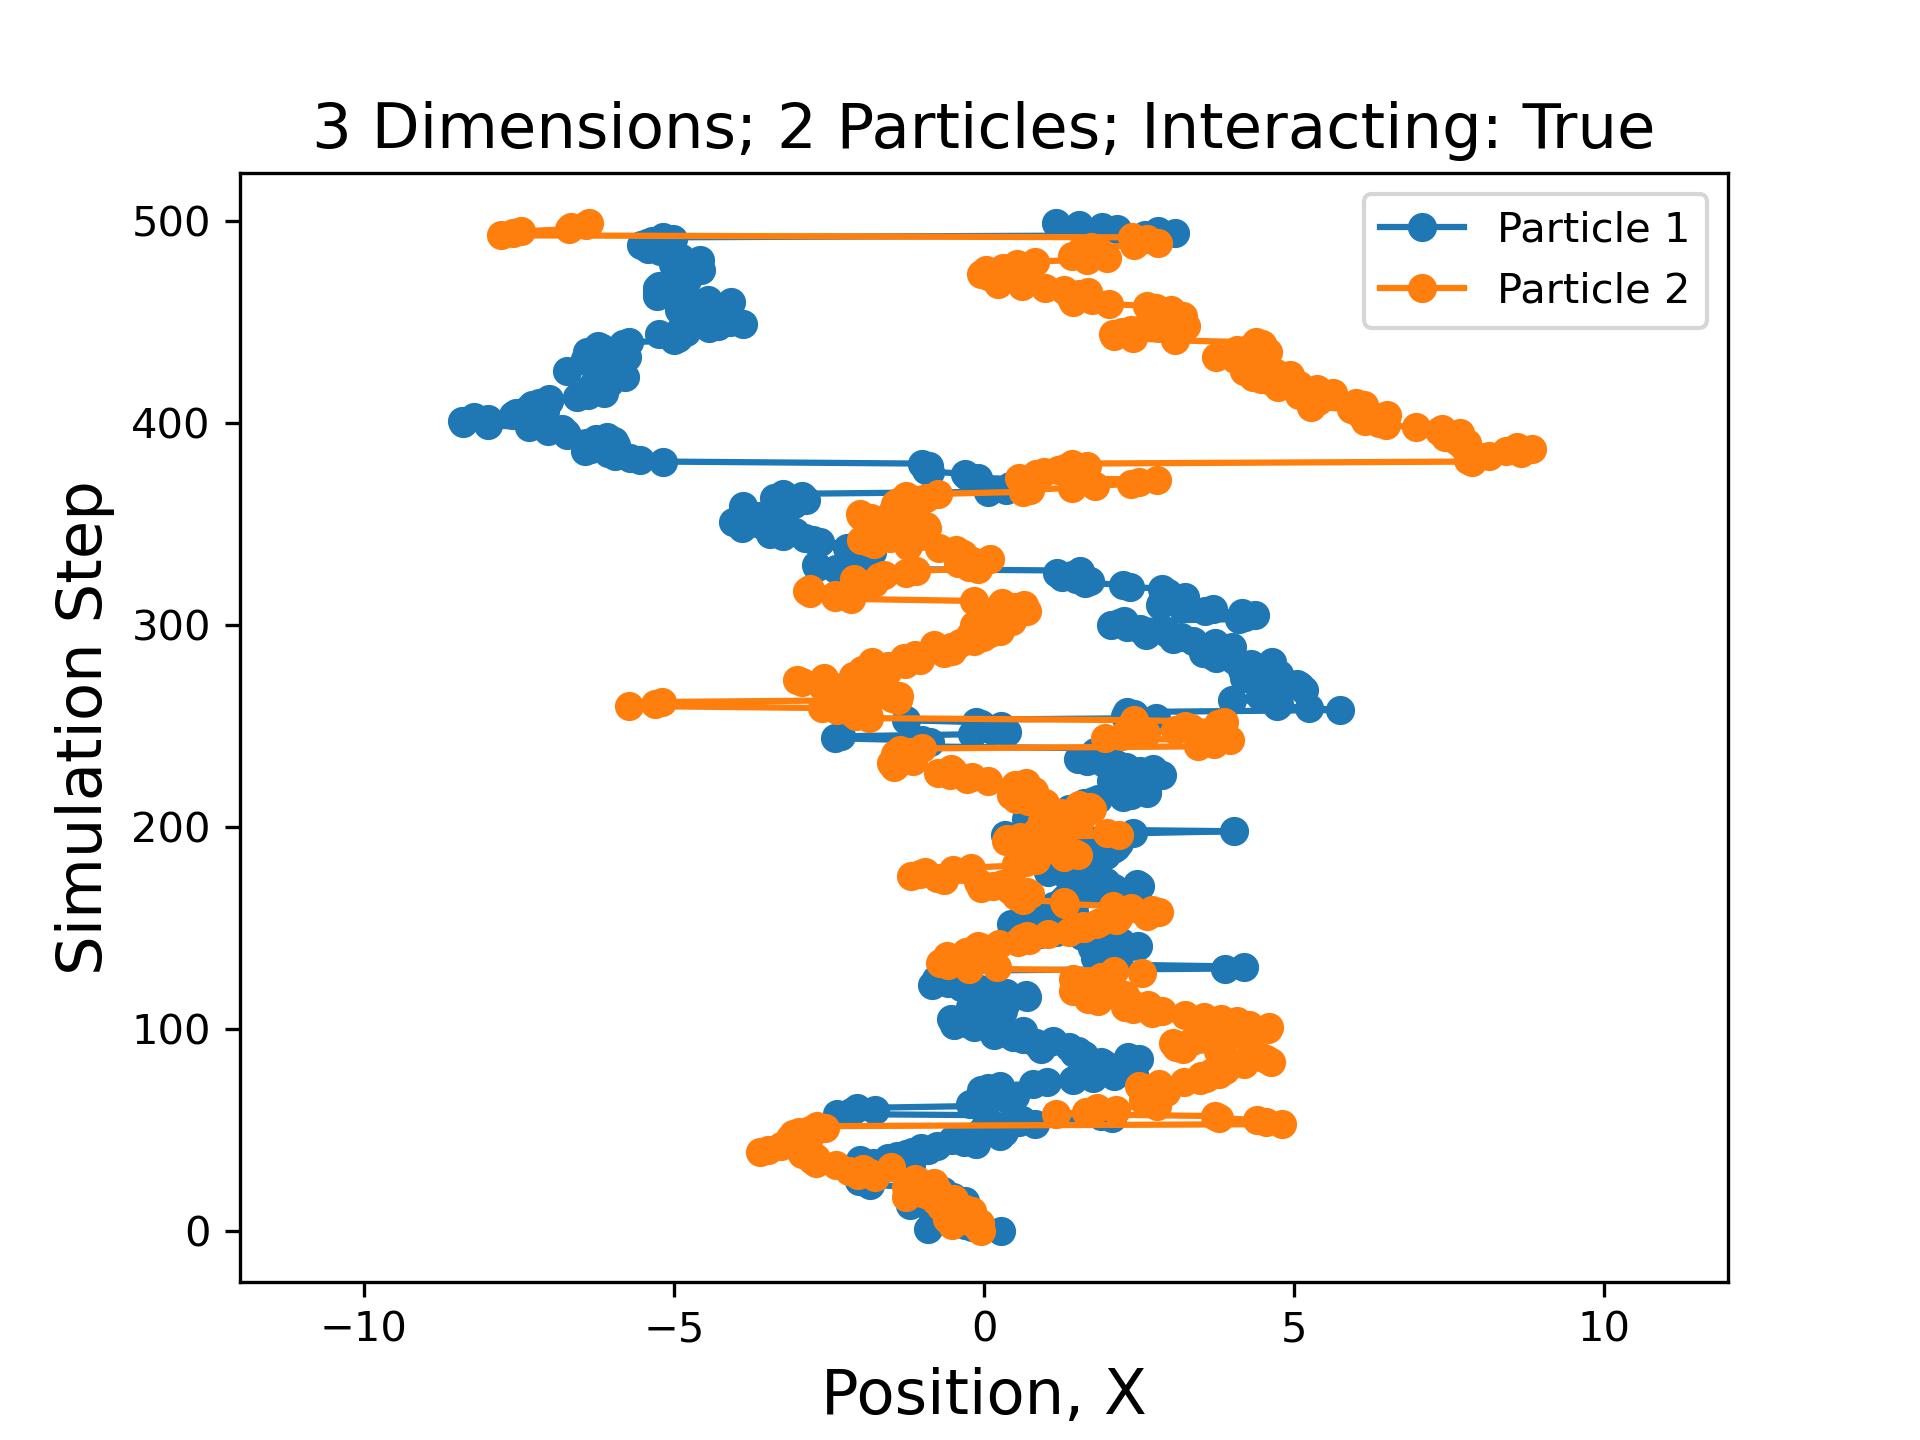 3 Dimensions; 2 Particles; Interacting: True
Particle 1
Particle 2
Simulation Step
500
400
300
200
100
0
−10
−5
0
5
10
Position, X